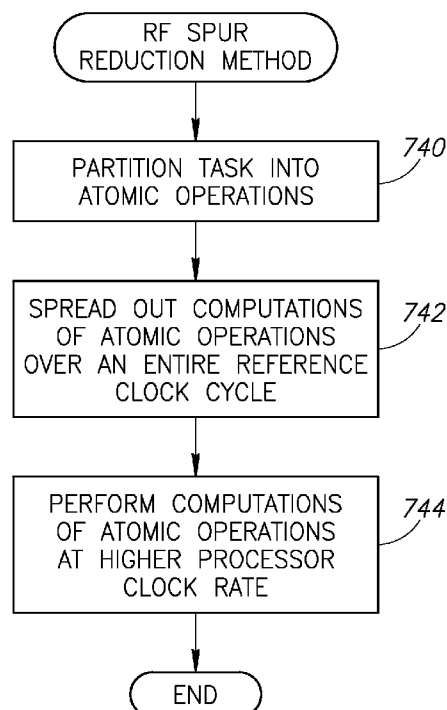 RF SPUR
REDUCTION METHOD
PARTITION TASK INTO
ATOMIC OPERATIONS
740
SPREAD OUT COMPUTATIONS
OF ATOMIC OPERATIONS
OVER AN ENTIRE REFERENCE
CLOCK CYCLE
742
PERFORM COMPUTATIONS
OF ATOMIC OPERATIONS
AT HIGHER PROCESSOR
CLOCK RATE
744
END